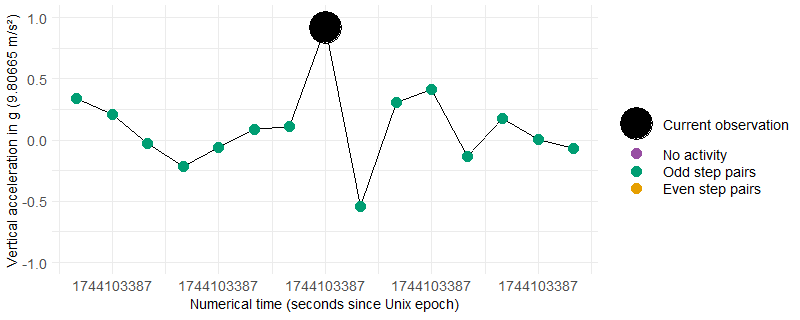 Vertical acceleration in g (9.80665 m/s²)
1.0
0.5
0.0
-0.5
-1.0
1744103387 1744103387 1744103387 1744103387 1744103387
Numerical time (seconds since Unix epoch)
Current observation
No activity
Odd step pairs
Even step pairs